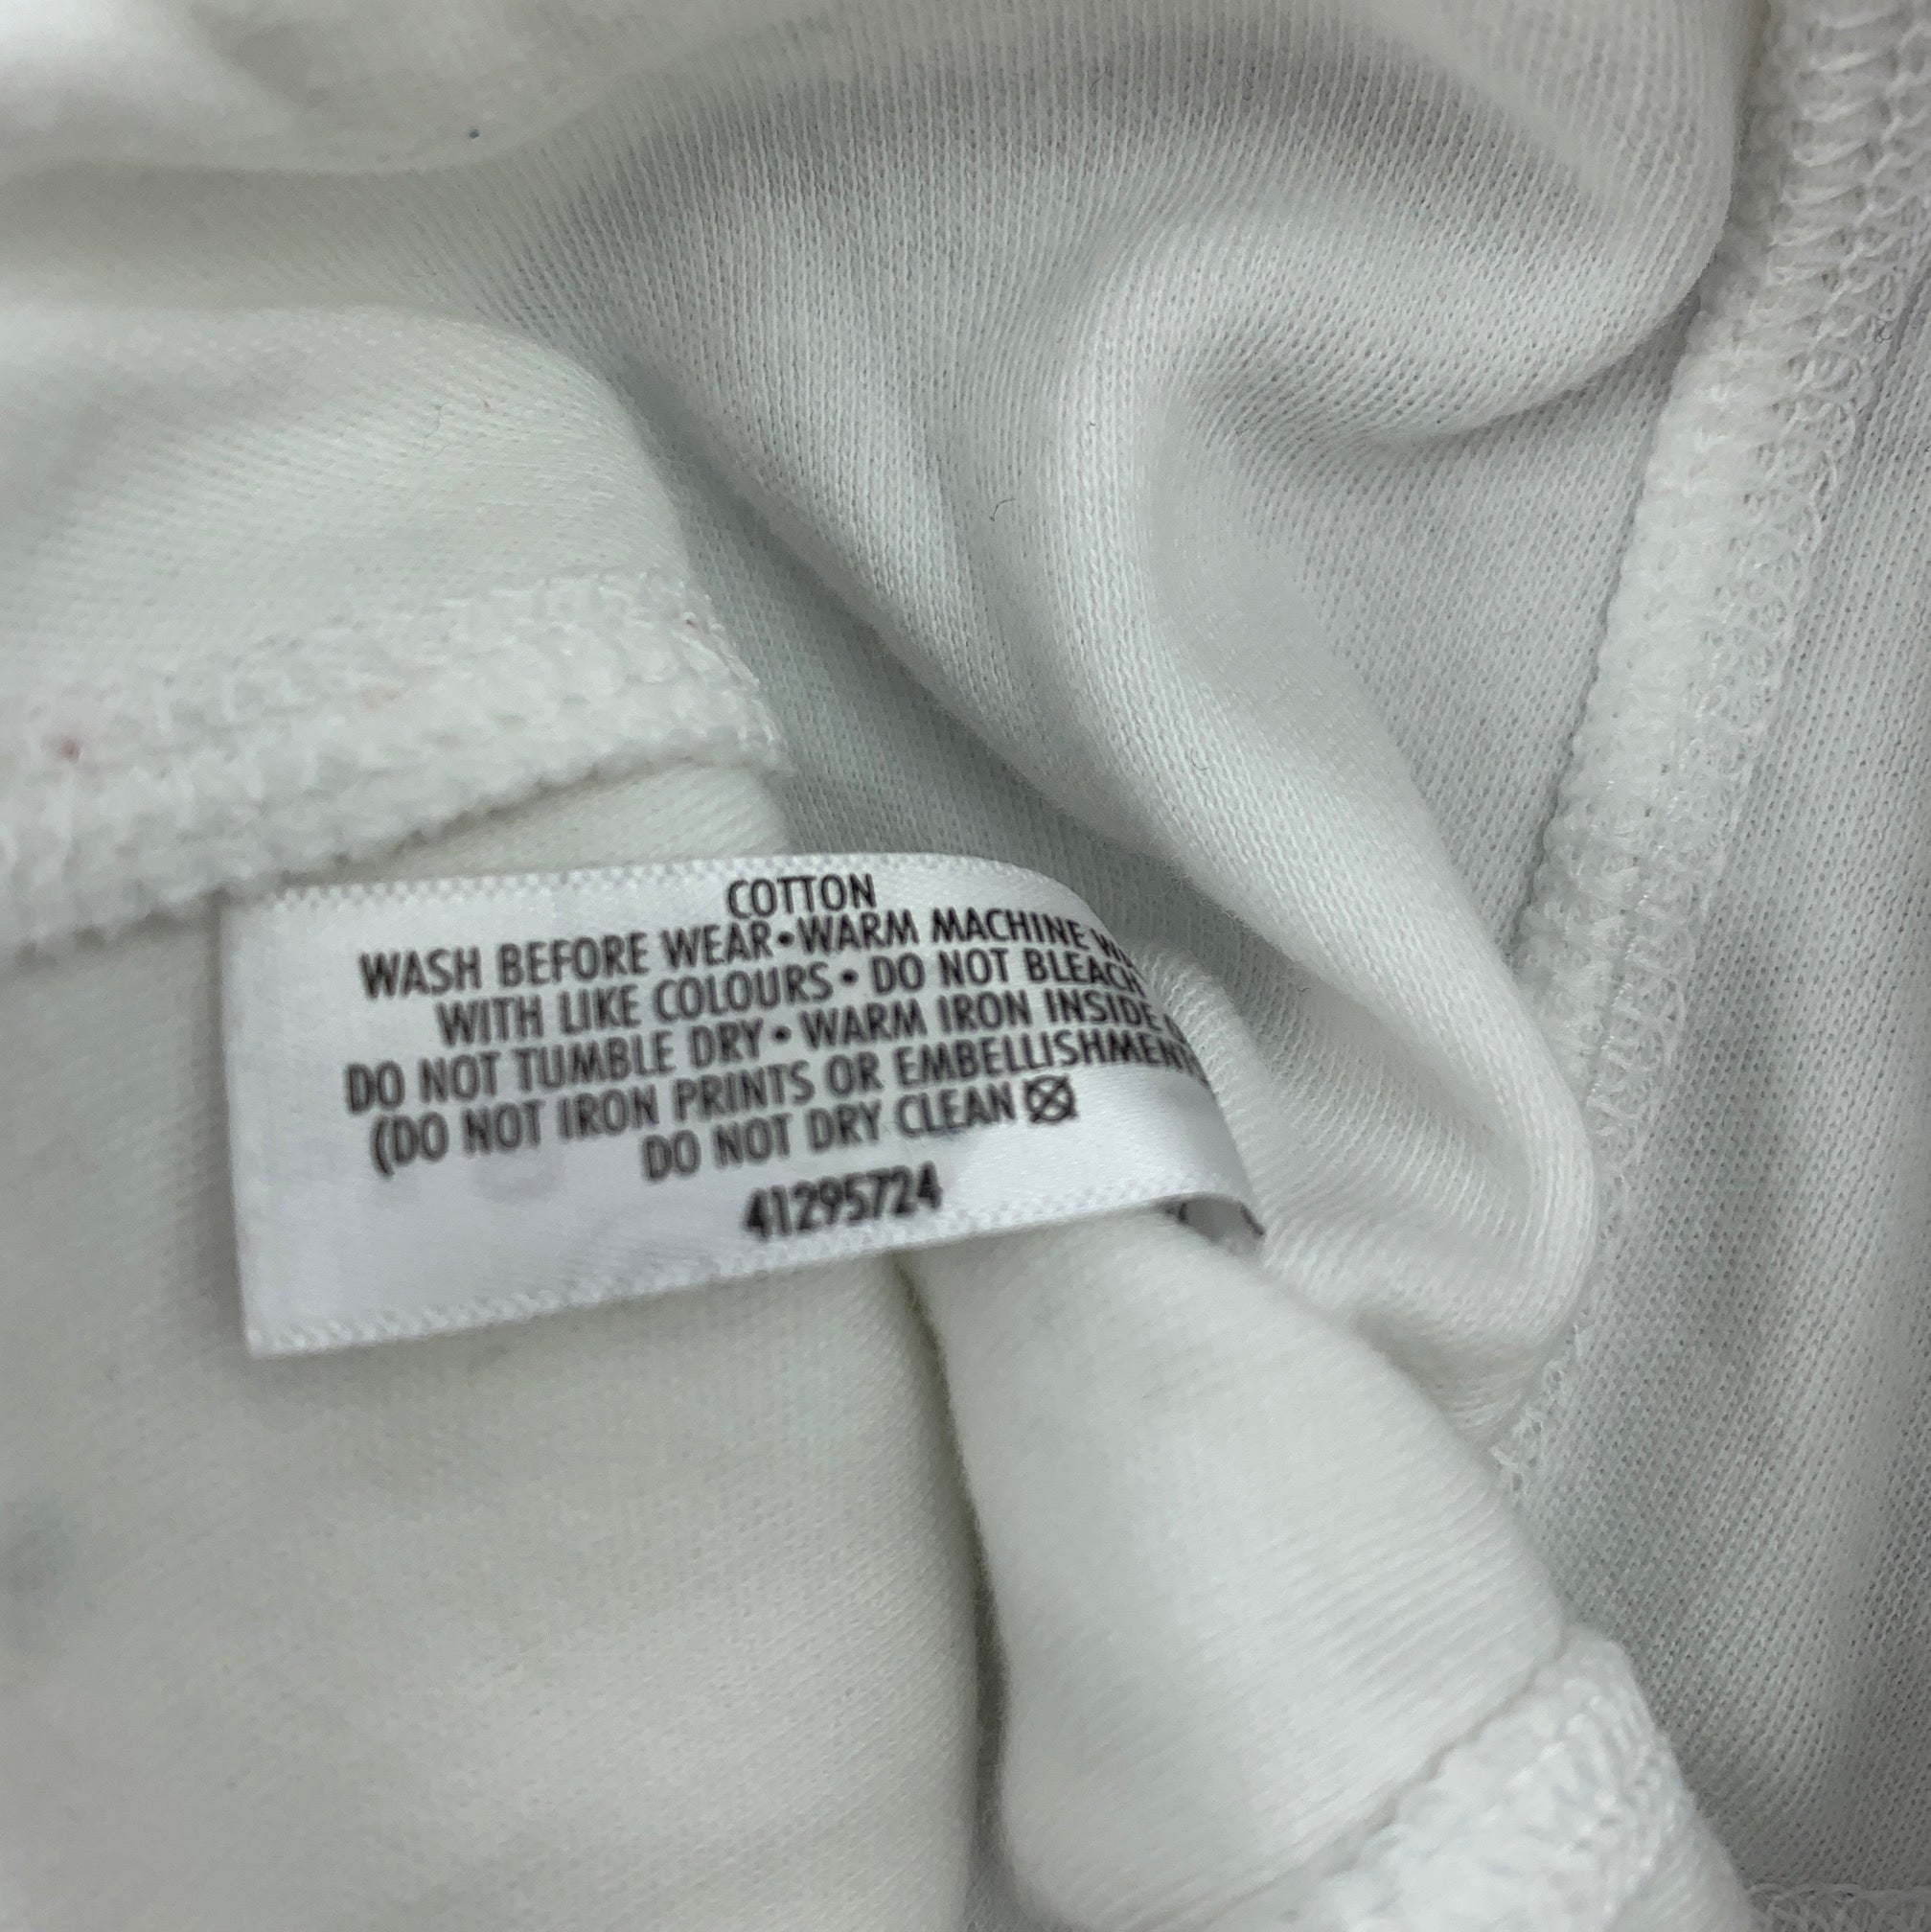 COTTON
WASH BEFORE WEAR•WARM MACHINE
WITH LIKE COLOURS • DO NOT BLEACH
DO NOT TUMBLE DRY • WARM IRON INSIDE
(DO NOT IRON PRINTS OR EMBELLISHMENT
DO NOT DRY CLEAN
41295724